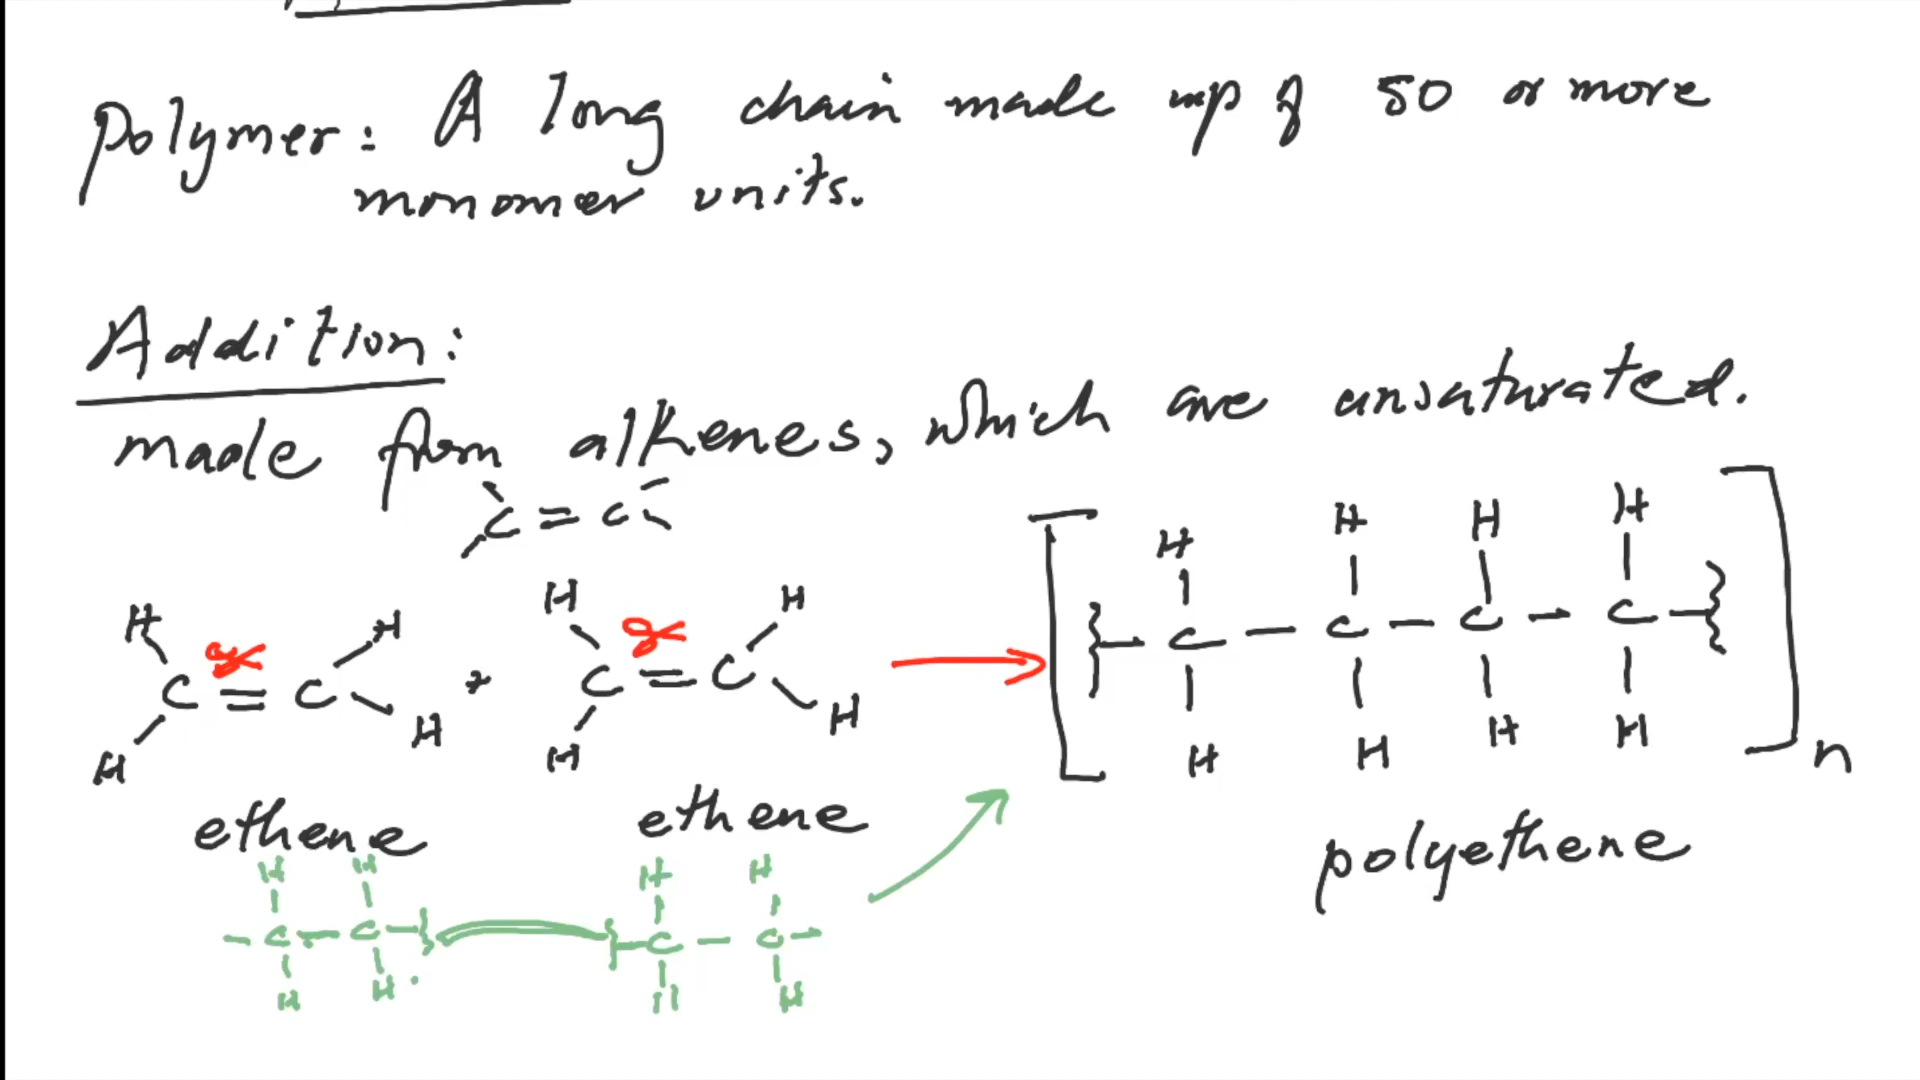 Polymer: A long chain made up of 50 or more
monomer units.
Addition:
made from alkenes, which are unsaturated.
C = C
H H H H H H H H
C = C + C = C C - C - C - C
H H H H H H H H n
ethene ethene polyethene
H H H H
- C - C - - C - C -
H H H H